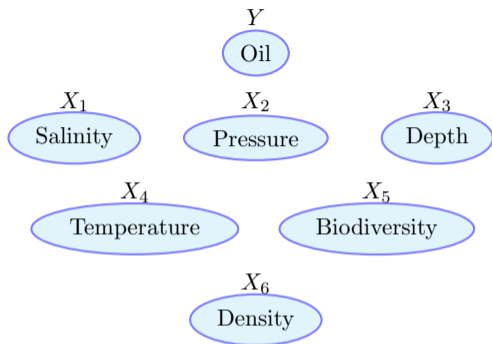 Y
Oil
X₁ X₂ X₃
Salinity Pressure Depth
X₄ X₅
Temperature Biodiversity
X₆
Density